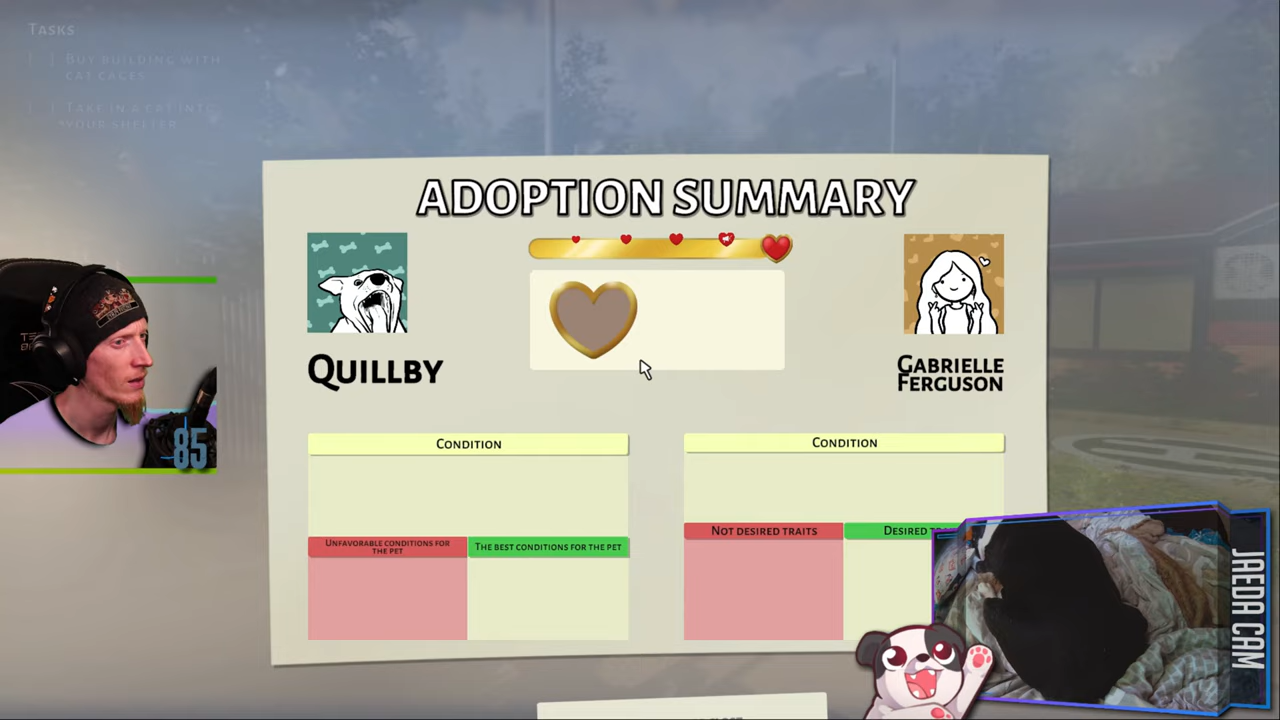 TASKS
[ ] BUY BUILDING WITH
CAT CAGES
[ ] TAKE IN A CAT INTO
YOUR SHELTER
ADOPTION SUMMARY
QUILLBY
GABRIELLE
FERGUSON
85
CONDITION
CONDITION
UNFAVORABLE CONDITIONS FOR
THE PET
THE BEST CONDITIONS FOR THE PET
NOT DESIRED TRAITS
DESIRED
JAEDA CAM